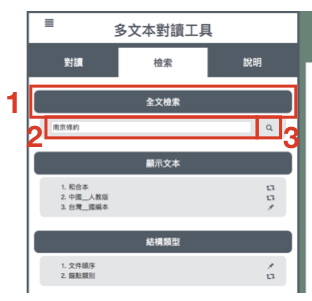 多文本對讀工具
對讀 檢索 說明
1 全文檢索
2 南京條約 3
顯示文本
1. 和合本
2. 中國__人教版
3. 台灣__國編本
結構類型
1. 文件順序
2. 錨點類別